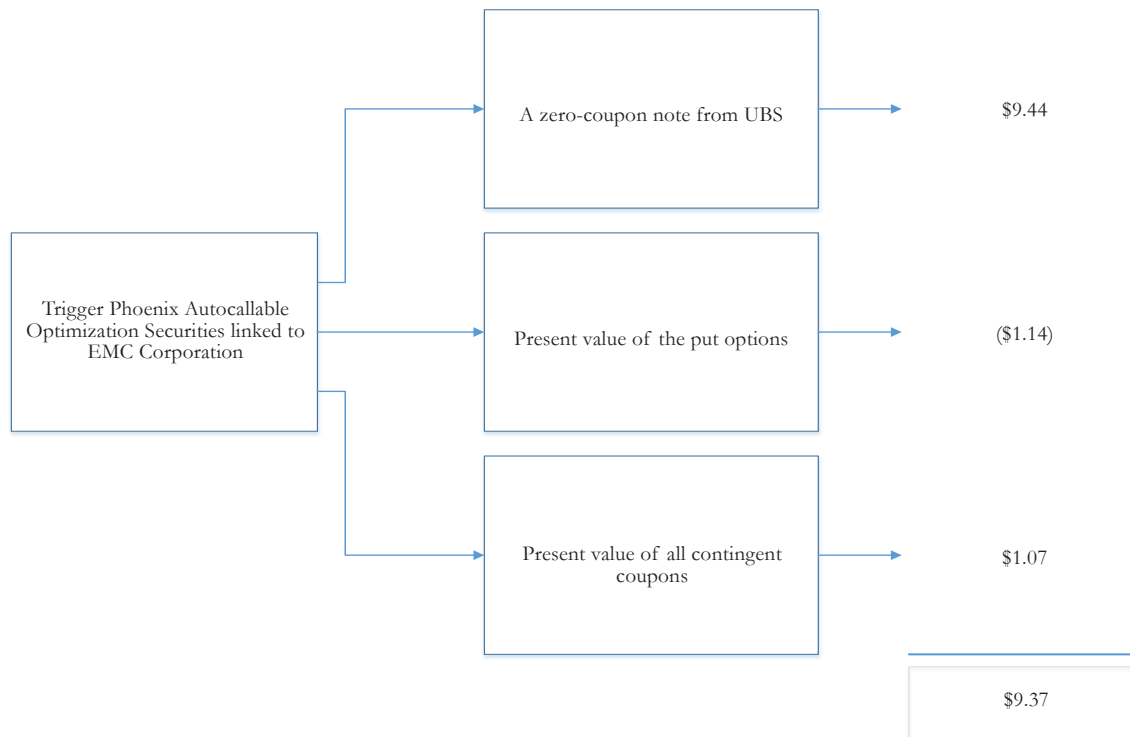 A zero-coupon note from UBS
$9.44
Trigger Phoenix Autocallable
Optimization Securities linked to
EMC Corporation
Present value of the put options
($1.14)
Present value of all contingent
coupons
$1.07
$9.37